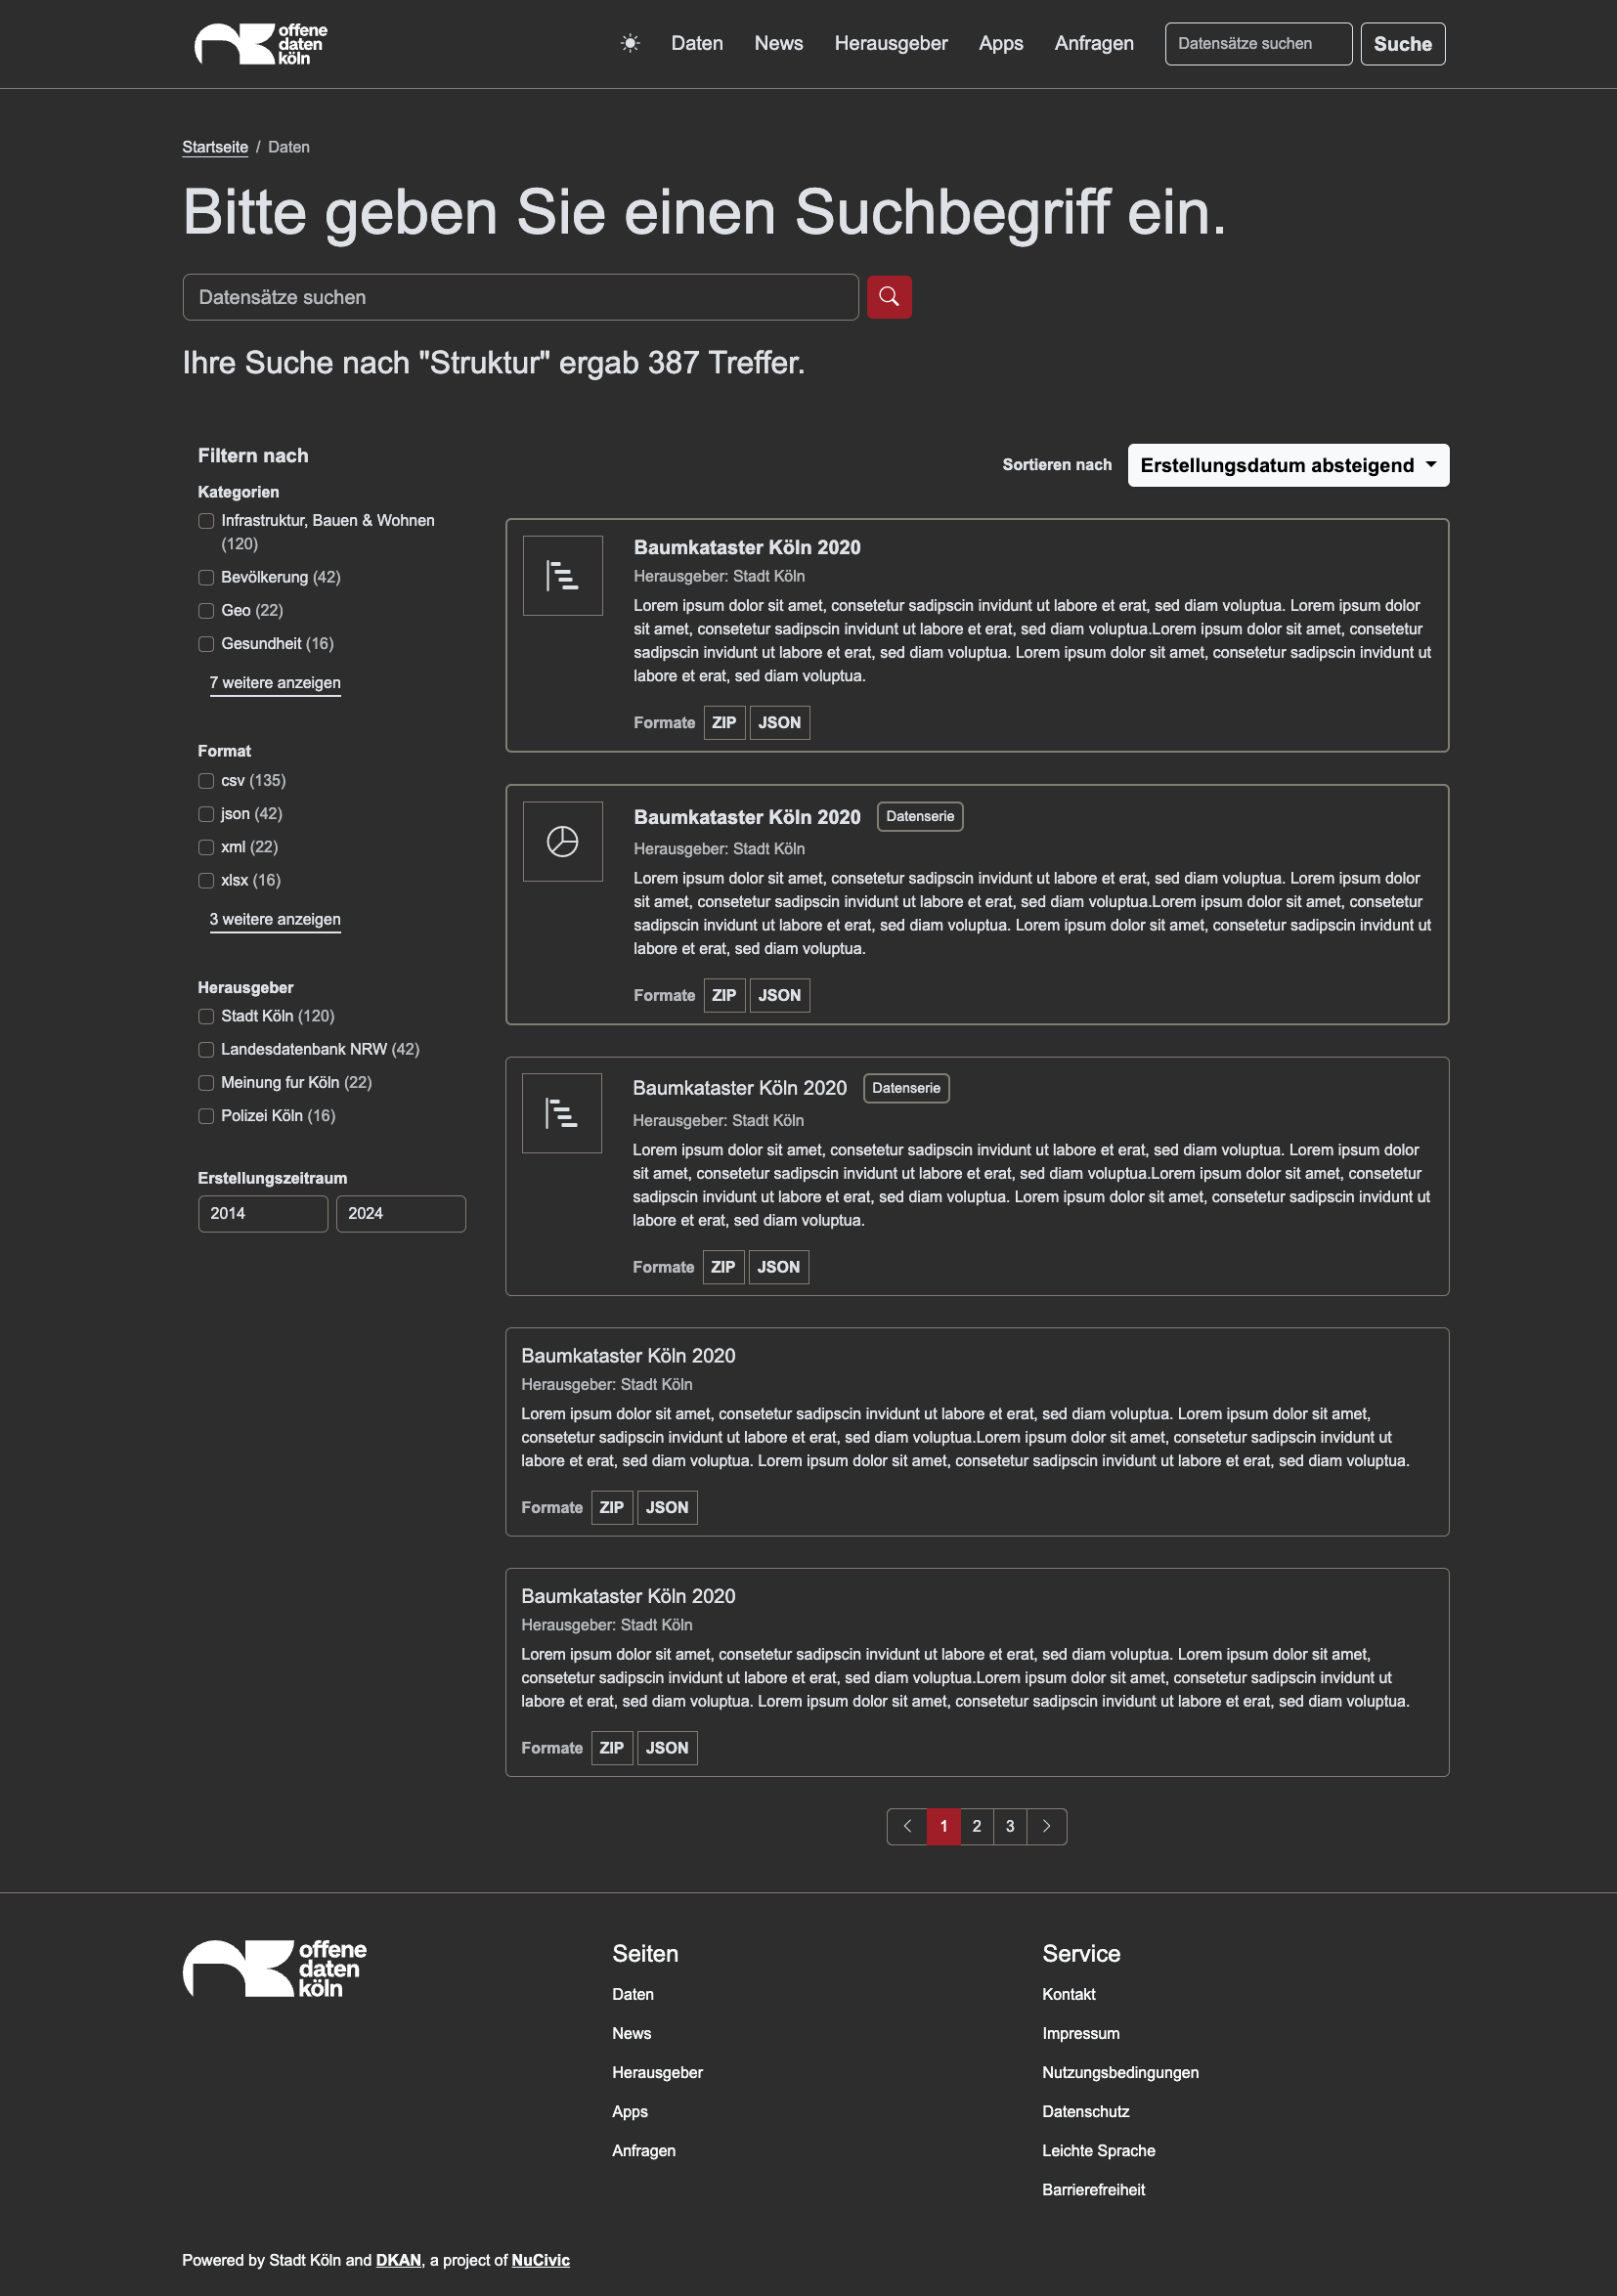 offene
daten
köln
Daten
News
Herausgeber
Apps
Anfragen
Datensätze suchen
Suche
Startseite / Daten
Bitte geben Sie einen Suchbegriff ein.
Datensätze suchen
Ihre Suche nach "Struktur" ergab 387 Treffer.
Filtern nach
Kategorien
Infrastruktur, Bauen & Wohnen
(120)
Bevölkerung (42)
Geo (22)
Gesundheit (16)
7 weitere anzeigen
Format
csv (135)
json (42)
xml (22)
xlsx (16)
3 weitere anzeigen
Herausgeber
Stadt Köln (120)
Landesdatenbank NRW (42)
Meinung fur Köln (22)
Polizei Köln (16)
Erstellungszeitraum
2014
2024
Sortieren nach
Erstellungsdatum absteigend
Baumkataster Köln 2020
Herausgeber: Stadt Köln
Lorem ipsum dolor sit amet, consetetur sadipscin invidunt ut labore et erat, sed diam voluptua. Lorem ipsum dolor
sit amet, consetetur sadipscin invidunt ut labore et erat, sed diam voluptua.Lorem ipsum dolor sit amet, consetetur
sadipscin invidunt ut labore et erat, sed diam voluptua. Lorem ipsum dolor sit amet, consetetur sadipscin invidunt ut
labore et erat, sed diam voluptua.
Formate ZIP JSON
Baumkataster Köln 2020 Datenserie
Herausgeber: Stadt Köln
Lorem ipsum dolor sit amet, consetetur sadipscin invidunt ut labore et erat, sed diam voluptua. Lorem ipsum dolor
sit amet, consetetur sadipscin invidunt ut labore et erat, sed diam voluptua.Lorem ipsum dolor sit amet, consetetur
sadipscin invidunt ut labore et erat, sed diam voluptua. Lorem ipsum dolor sit amet, consetetur sadipscin invidunt ut
labore et erat, sed diam voluptua.
Formate ZIP JSON
Baumkataster Köln 2020 Datenserie
Herausgeber: Stadt Köln
Lorem ipsum dolor sit amet, consetetur sadipscin invidunt ut labore et erat, sed diam voluptua. Lorem ipsum dolor
sit amet, consetetur sadipscin invidunt ut labore et erat, sed diam voluptua.Lorem ipsum dolor sit amet, consetetur
sadipscin invidunt ut labore et erat, sed diam voluptua. Lorem ipsum dolor sit amet, consetetur sadipscin invidunt ut
labore et erat, sed diam voluptua.
Formate ZIP JSON
Baumkataster Köln 2020
Herausgeber: Stadt Köln
Lorem ipsum dolor sit amet, consetetur sadipscin invidunt ut labore et erat, sed diam voluptua. Lorem ipsum dolor sit amet,
consetetur sadipscin invidunt ut labore et erat, sed diam voluptua.Lorem ipsum dolor sit amet, consetetur sadipscin invidunt ut
labore et erat, sed diam voluptua. Lorem ipsum dolor sit amet, consetetur sadipscin invidunt ut labore et erat, sed diam voluptua.
Formate ZIP JSON
Baumkataster Köln 2020
Herausgeber: Stadt Köln
Lorem ipsum dolor sit amet, consetetur sadipscin invidunt ut labore et erat, sed diam voluptua. Lorem ipsum dolor sit amet,
consetetur sadipscin invidunt ut labore et erat, sed diam voluptua.Lorem ipsum dolor sit amet, consetetur sadipscin invidunt ut
labore et erat, sed diam voluptua. Lorem ipsum dolor sit amet, consetetur sadipscin invidunt ut labore et erat, sed diam voluptua.
Formate ZIP JSON
1 2 3
offene
daten
köln
Seiten
Daten
News
Herausgeber
Apps
Anfragen
Service
Kontakt
Impressum
Nutzungsbedingungen
Datenschutz
Leichte Sprache
Barrierefreiheit
Powered by Stadt Köln and DKAN, a project of NuCivic